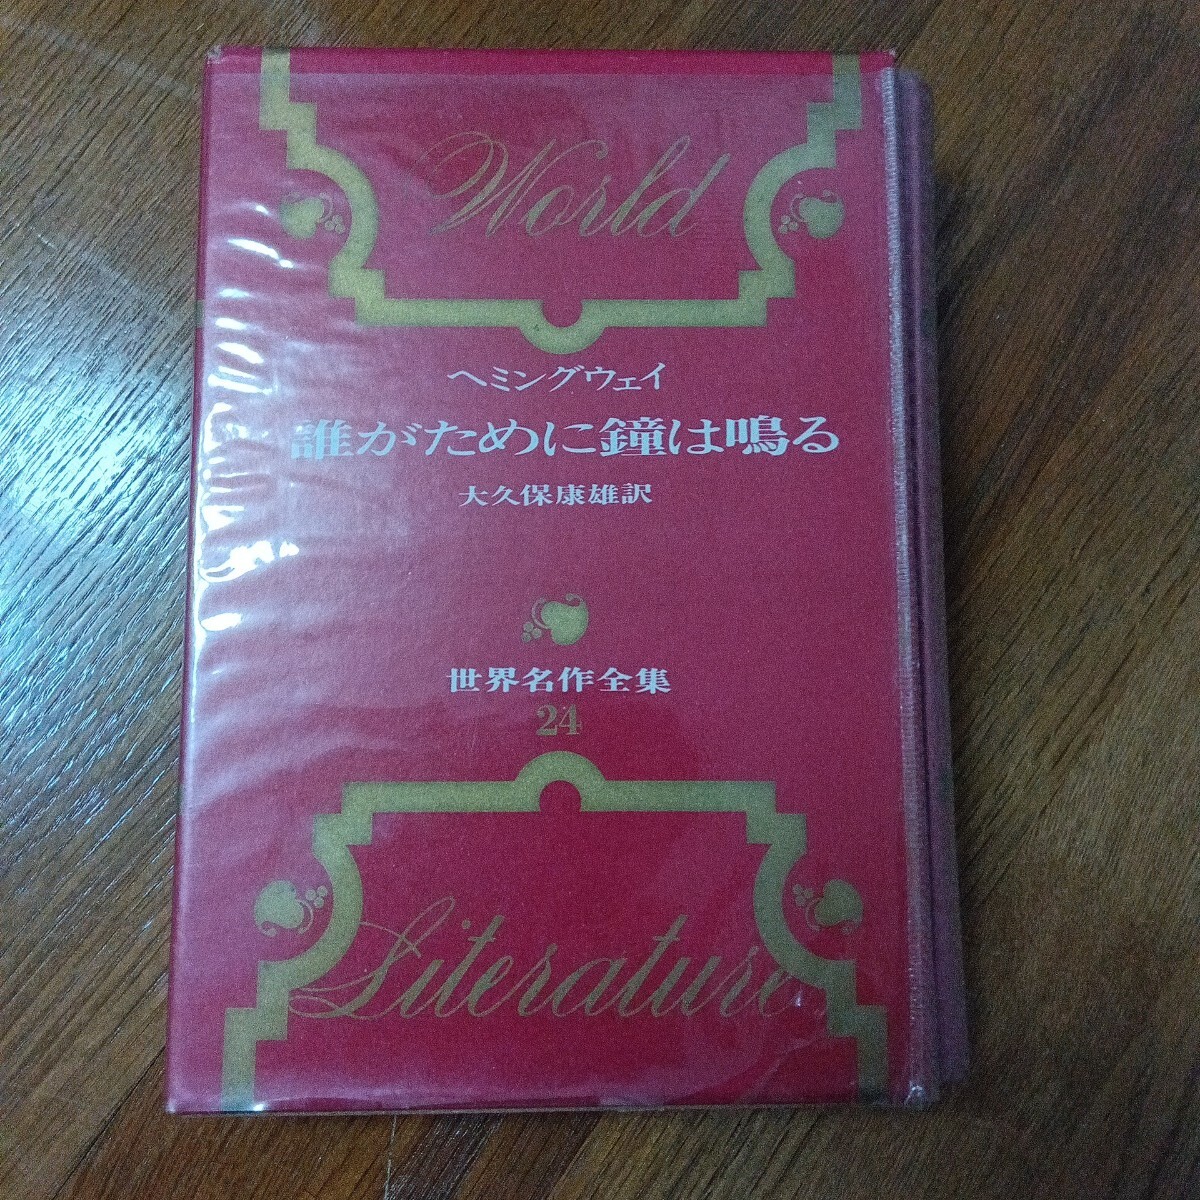 World
ヘミングウェイ
誰がために鐘は鳴る
大久保康雄訳
世界名作全集
24
Literature